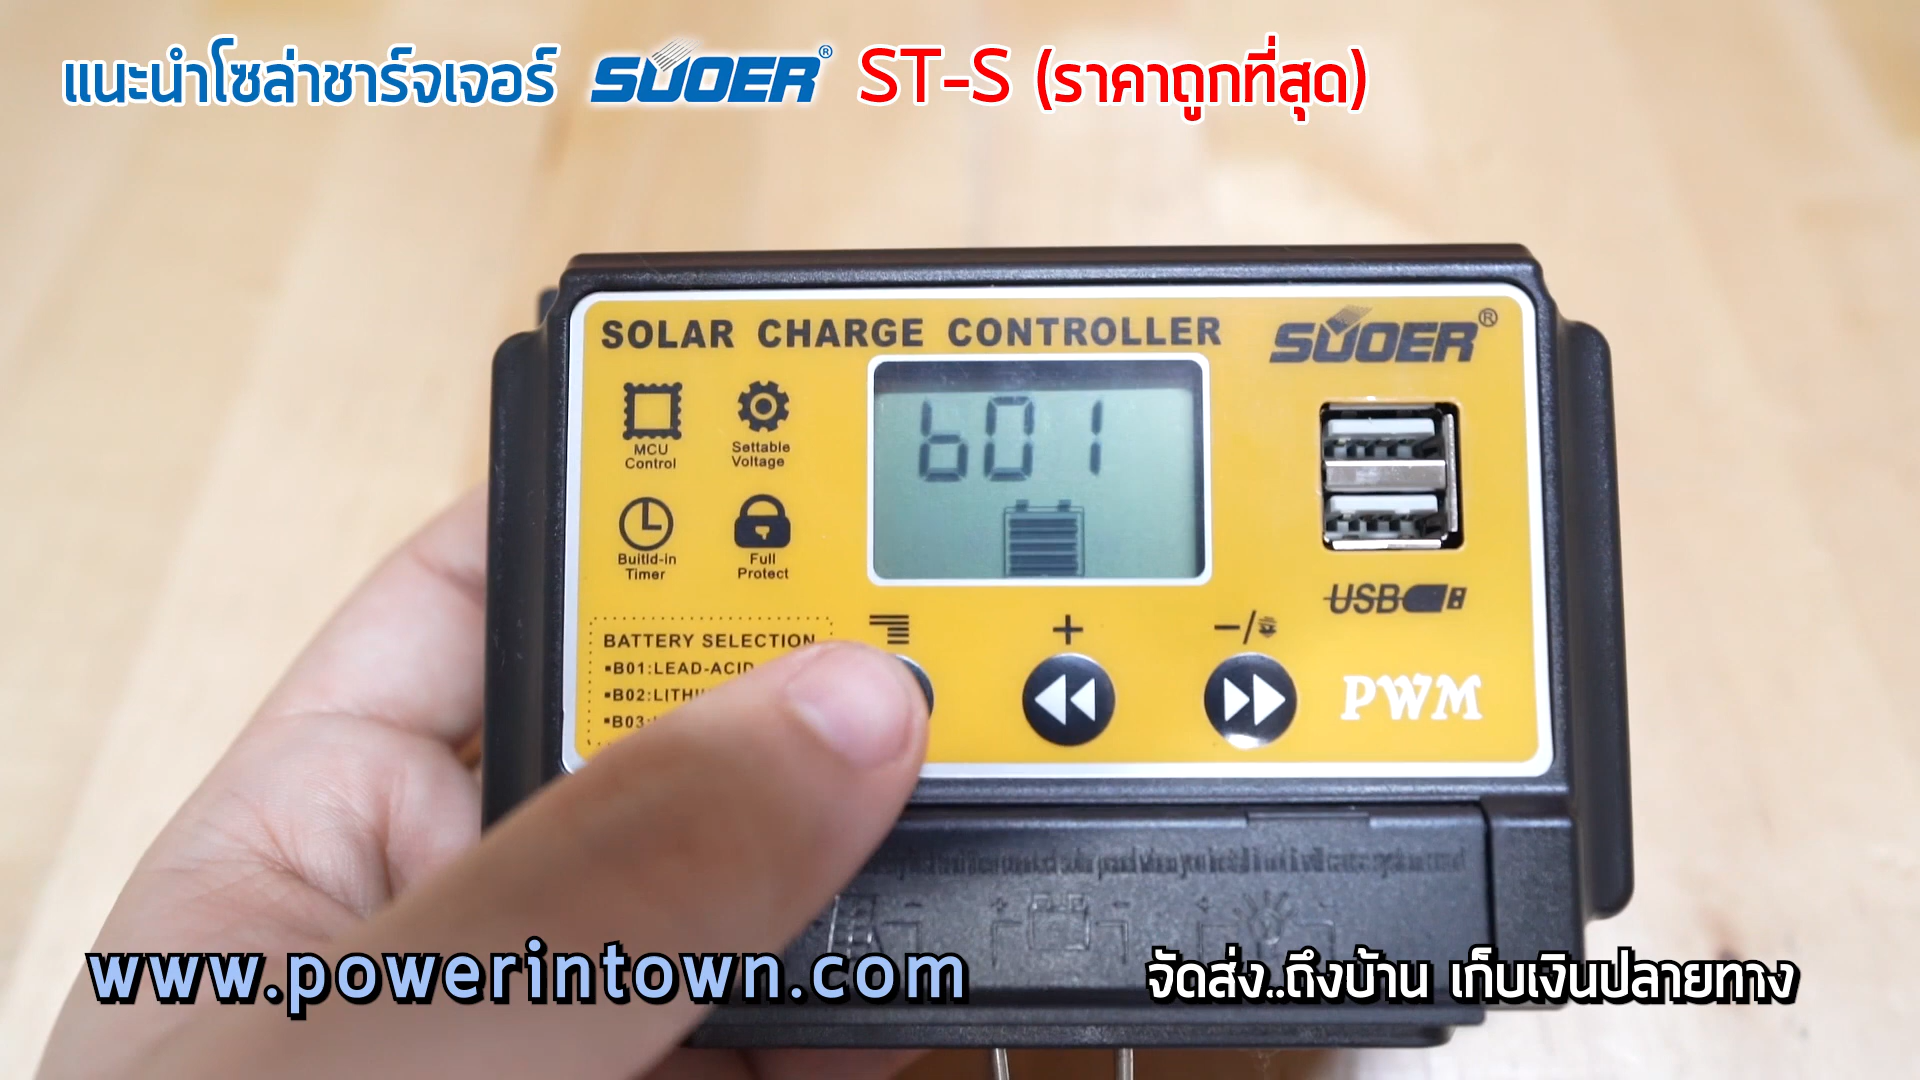 แนะนำโซล่าชาร์จเจอร์ SUOER® ST-S (ราคาถูกที่สุด)
SOLAR CHARGE CONTROLLER
SUOER®
MCU Control
Settable Voltage
b01
Buitld-in Timer
Full Protect
USB
BATTERY SELECTION
▪B01:LEAD-ACID
▪B02:
▪B03:
+
−/
PWM
www.powerintown.com
จัดส่ง..ถึงบ้าน เก็บเงินปลายทาง